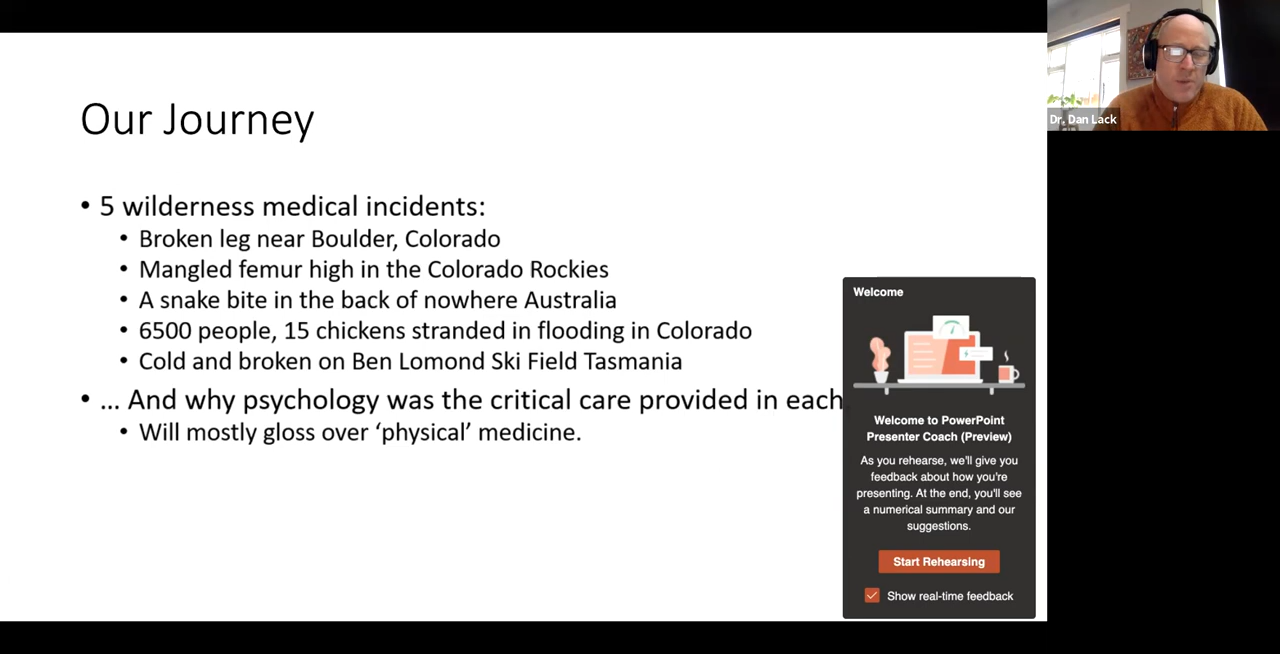 Our Journey
• 5 wilderness medical incidents:
• Broken leg near Boulder, Colorado
• Mangled femur high in the Colorado Rockies
• A snake bite in the back of nowhere Australia
• 6500 people, 15 chickens stranded in flooding in Colorado
• Cold and broken on Ben Lomond Ski Field Tasmania
• ... And why psychology was the critical care provided in each.
• Will mostly gloss over ‘physical’ medicine.
Welcome
Welcome to PowerPoint
Presenter Coach (Preview)
As you rehearse, we'll give you
feedback about how you're
presenting. At the end, you'll see
a numerical summary and our
suggestions.
Start Rehearsing
Show real-time feedback
Dr. Dan Lack